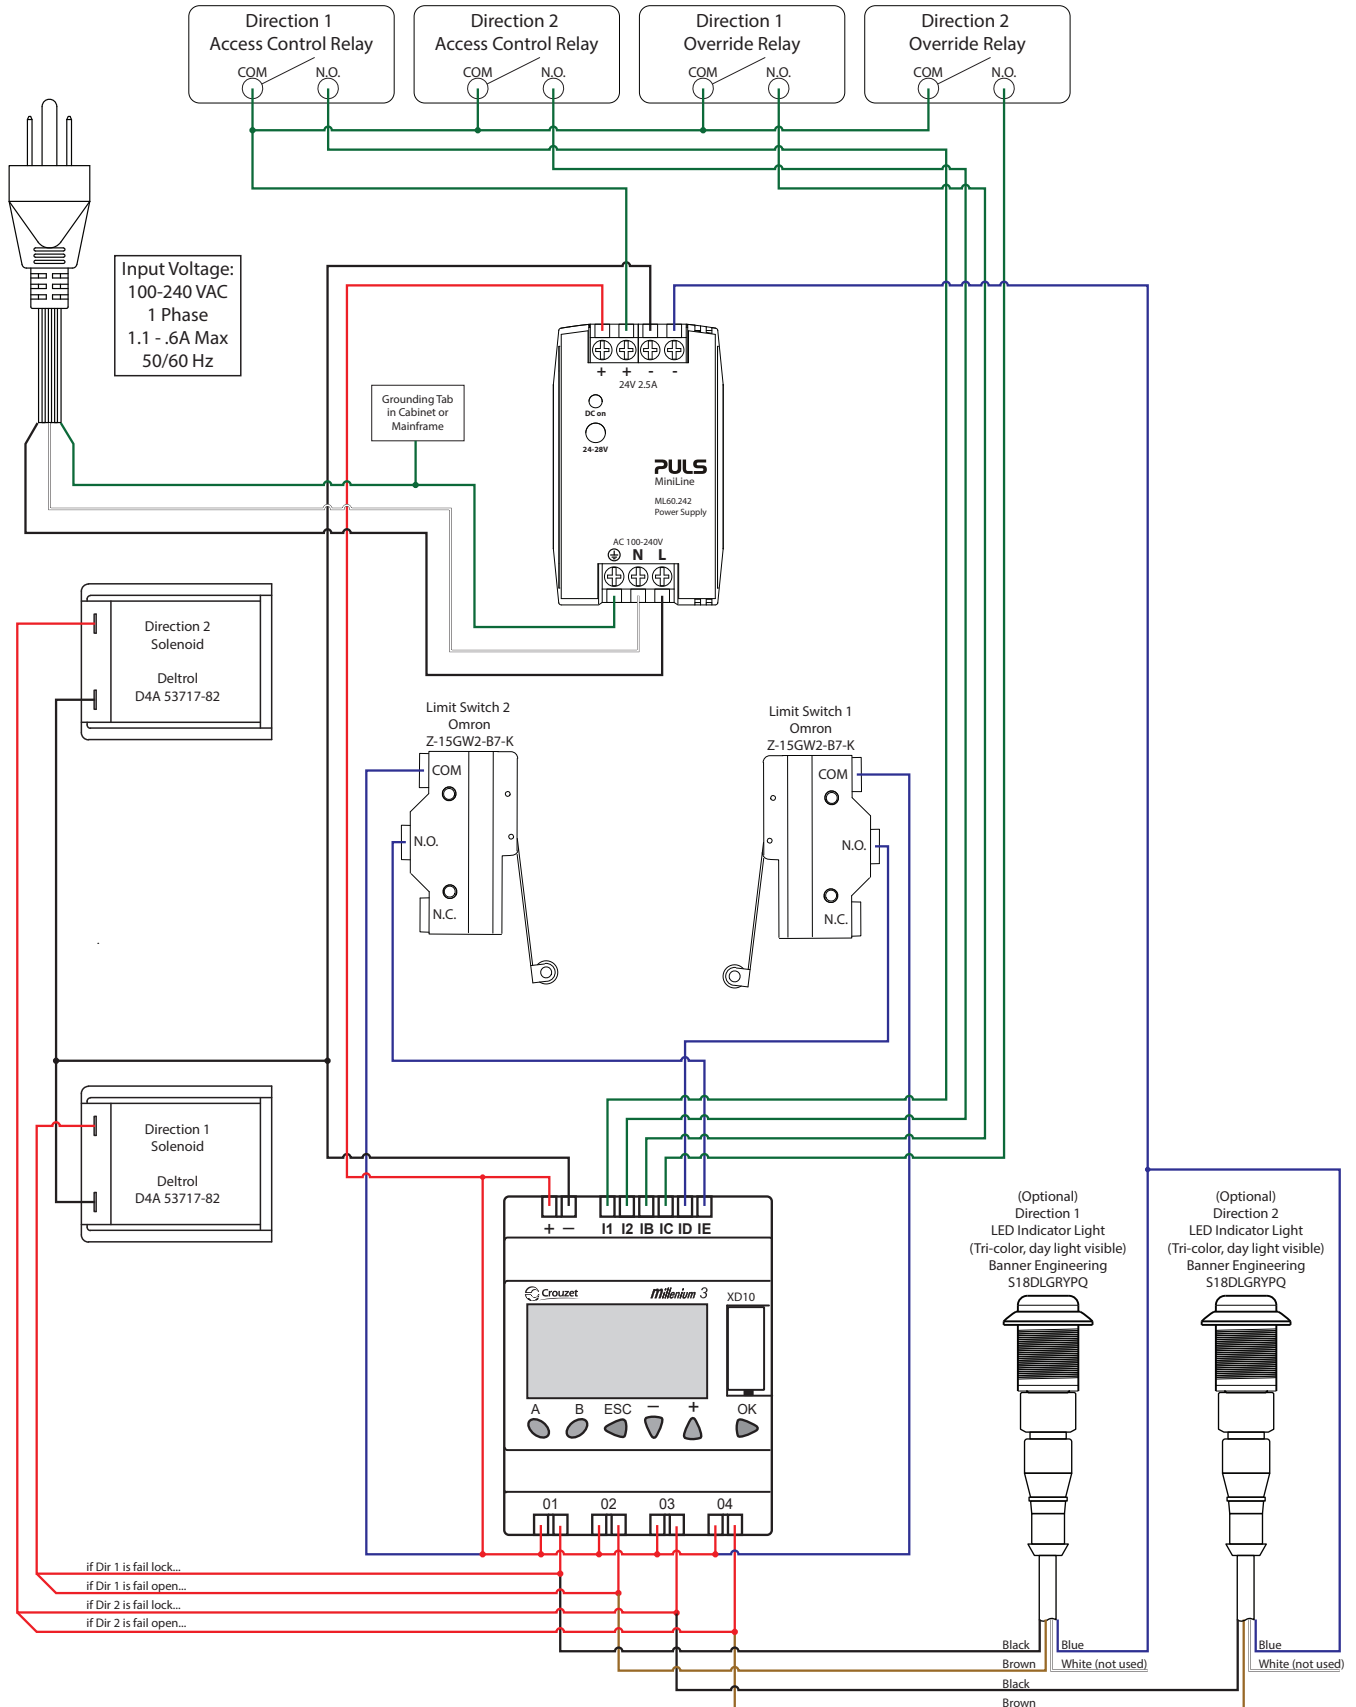 Direction 1
Access Control Relay
COM
N.O.
Direction 2
Access Control Relay
COM
N.O.
Direction 1
Override Relay
COM
N.O.
Direction 2
Override Relay
COM
N.O.
Input Voltage:
100-240 VAC
1 Phase
1.1 - .6A Max
50/60 Hz
Grounding Tab
in Cabinet or
Mainframe
+ + - -
24V 2.5A
DC on
24-28V
PULS
MiniLine
ML60.242
Power Supply
AC 100-240V
N L
Direction 2
Solenoid
Deltrol
D4A 53717-82
Limit Switch 2
Omron
Z-15GW2-B7-K
COM
N.O.
N.C.
Limit Switch 1
Omron
Z-15GW2-B7-K
COM
N.O.
N.C.
Direction 1
Solenoid
Deltrol
D4A 53717-82
+ − I1 I2 IB IC ID IE
Crouzet
Millenium 3
XD10
A B ESC − + OK
01 02 03 04
(Optional)
Direction 1
LED Indicator Light
(Tri-color, day light visible)
Banner Engineering
S18DLGRYPQ
(Optional)
Direction 2
LED Indicator Light
(Tri-color, day light visible)
Banner Engineering
S18DLGRYPQ
if Dir 1 is fail lock...
if Dir 1 is fail open...
if Dir 2 is fail lock...
if Dir 2 is fail open...
Black
Blue
Brown
White (not used)
Blue
White (not used)
Black
Brown